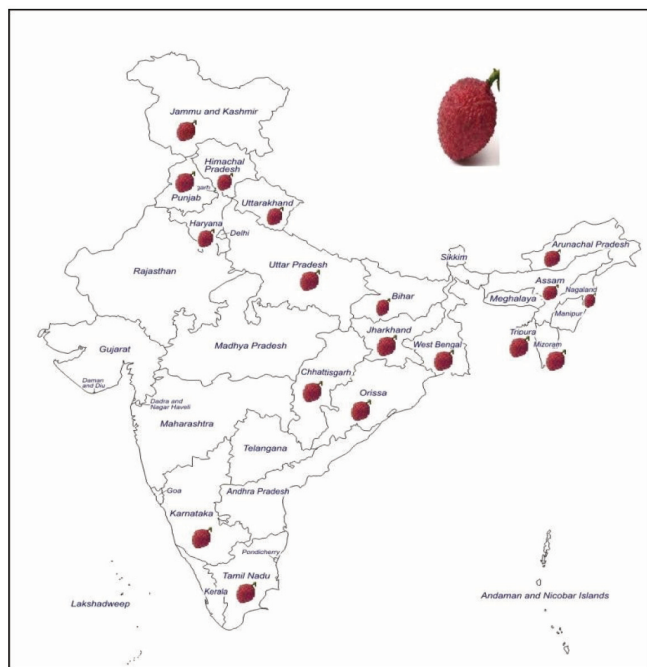 Jammu and Kashmir
Himachal
Pradesh
garh
Punjab
Uttarakhand
Haryana
Delhi
Rajasthan
Uttar Pradesh
Sikkim
Arunachal Pradesh
Assam
Nagaland
Meghalaya
Manipur
Bihar
Jharkhand
West Bengal
Tripura
Mizoram
Gujarat
Madhya Pradesh
Chhattisgarh
Orissa
Daman
and Diu
Dadra and
Nagar Haveli
Maharashtra
Telangana
Goa
Andhra Pradesh
Karnataka
Pondicherry
Tamil Nadu
Kerala
Lakshadweep
Andaman and Nicobar Islands